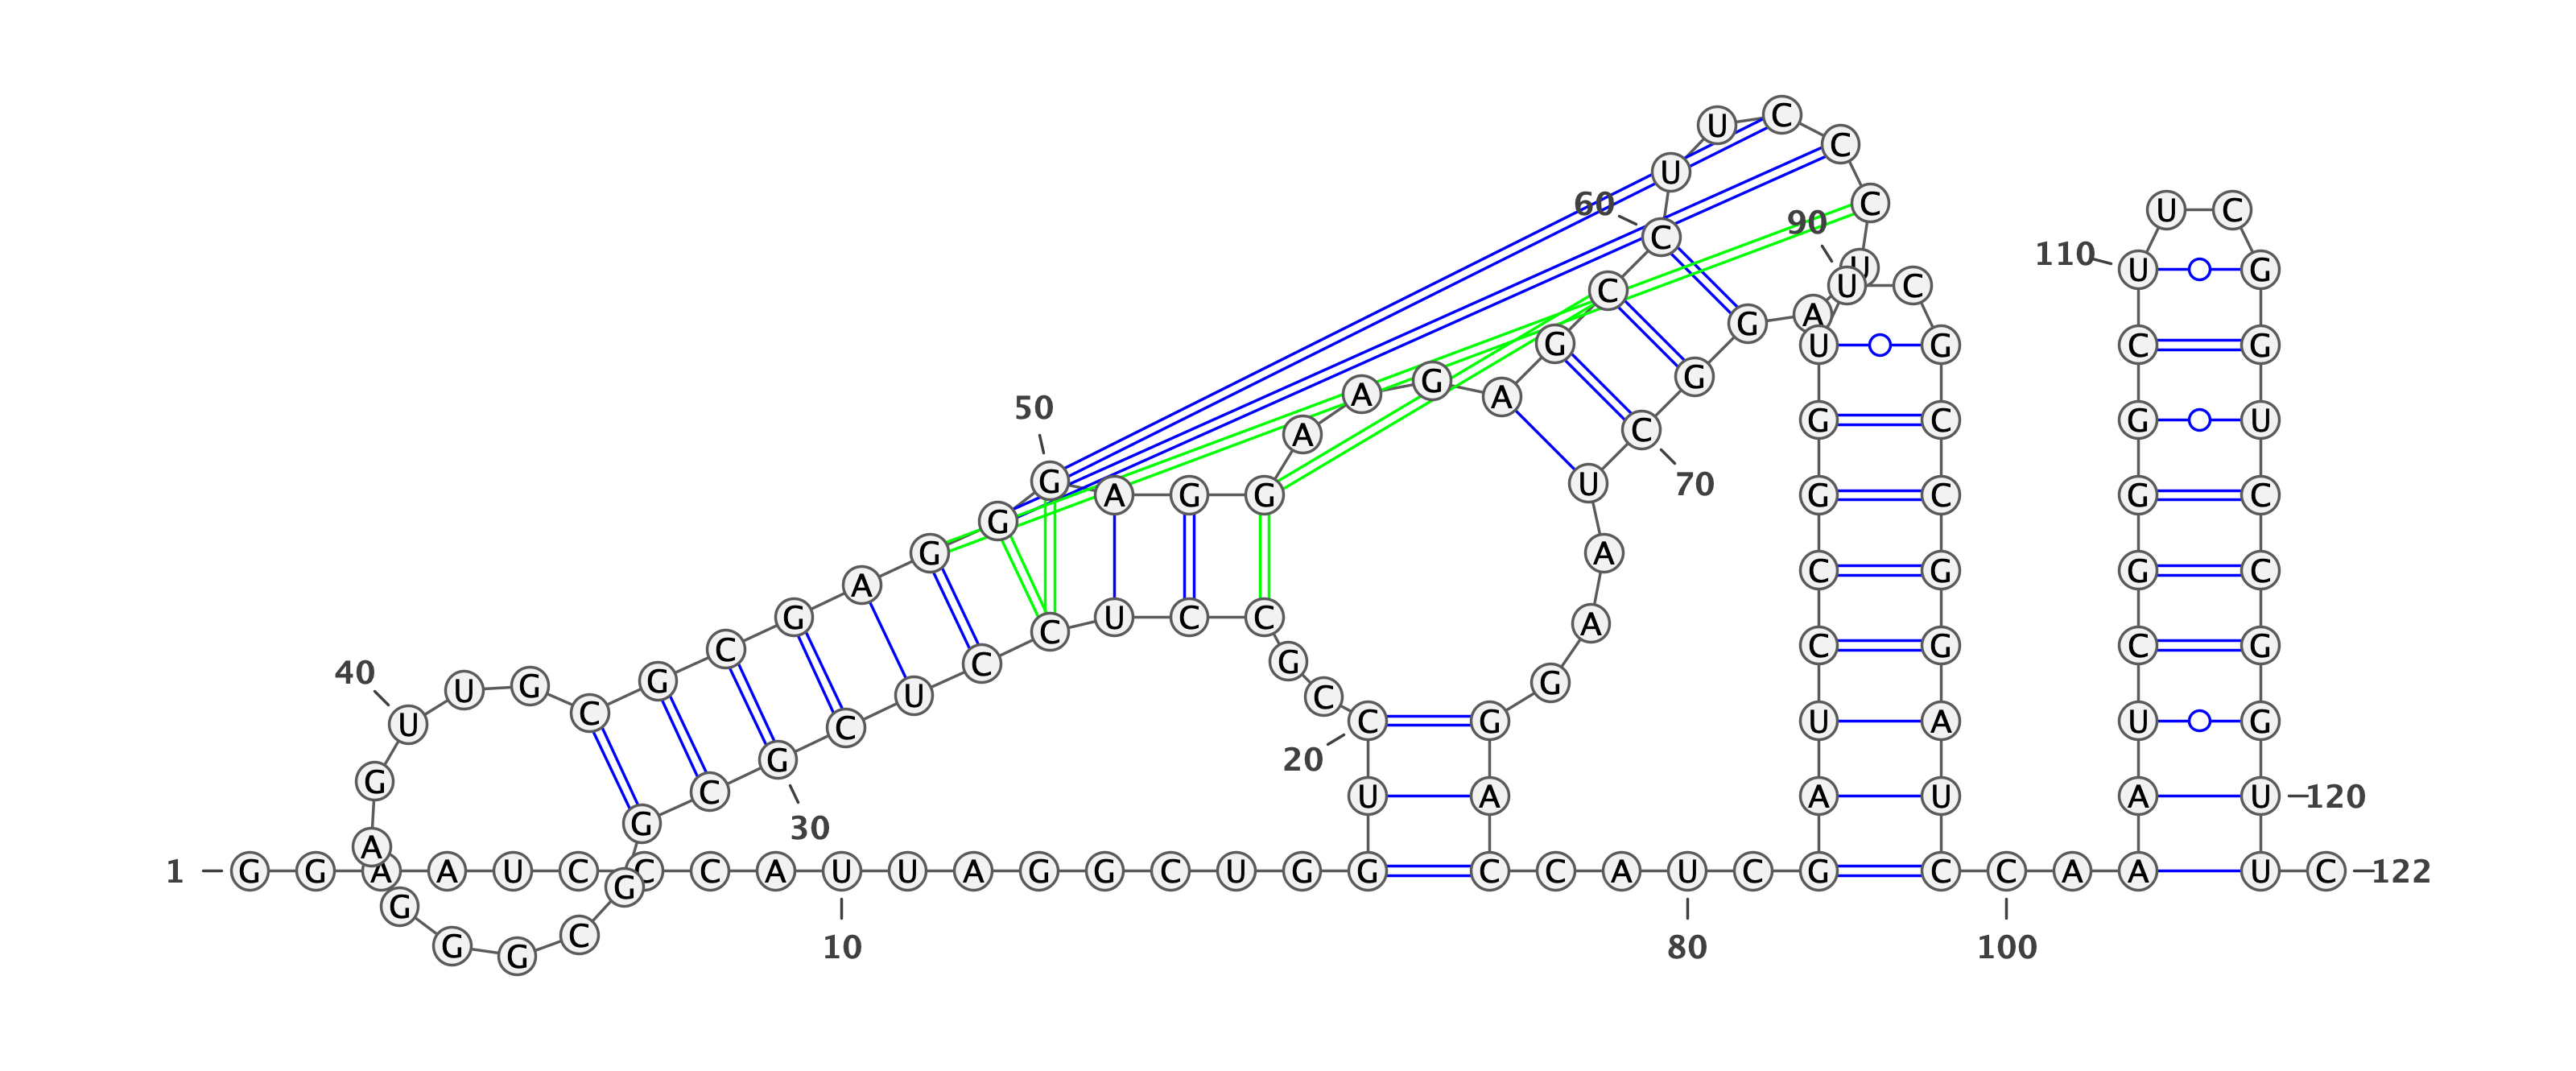 U C
C
U
60 C U C
90
C
110 U U G
C U C
G A
G U G C G
A G G
A
50
A C G C G U
G U 70
A G G G C G C
G
G A
C G G C
A
G U C C A
C
C G C C G C G
40 U G C C G
U C U C G U A U G
G
G C 20
G C U A A U A U 120
G 30
A
1 G G A A U C C C A U U A G G C U G G C C A U C G C C A A U C 122
G
G
G C
G G
10 80 100